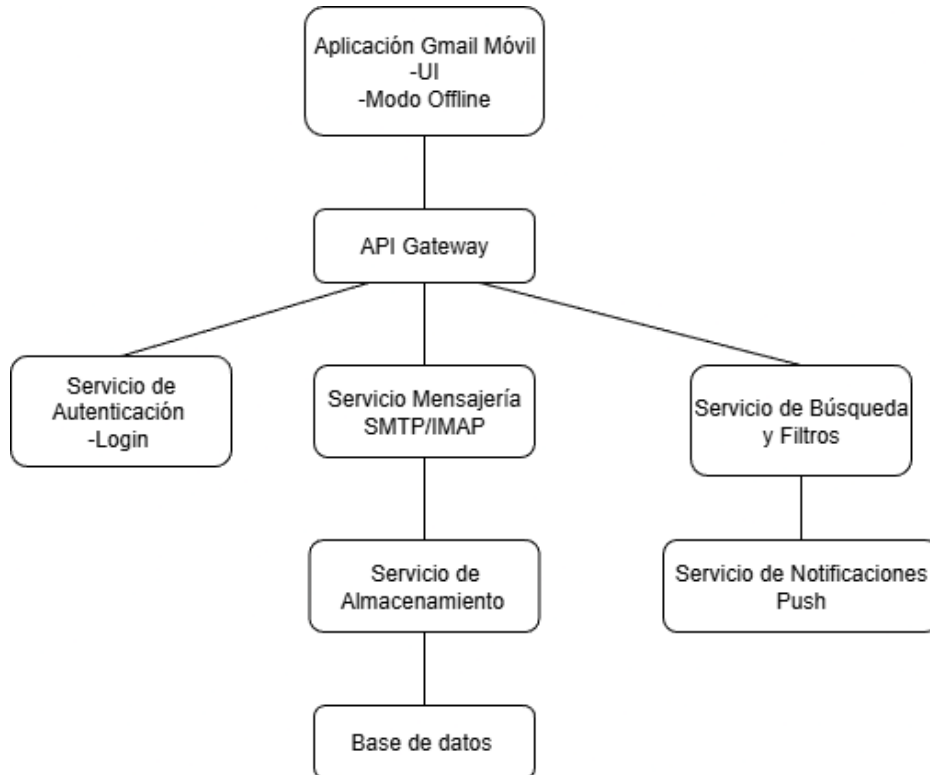 Aplicación Gmail Móvil
-UI
-Modo Offline
API Gateway
Servicio de
Autenticación
-Login
Servicio Mensajería
SMTP/IMAP
Servicio de Búsqueda
y Filtros
Servicio de
Almacenamiento
Servicio de Notificaciones
Push
Base de datos